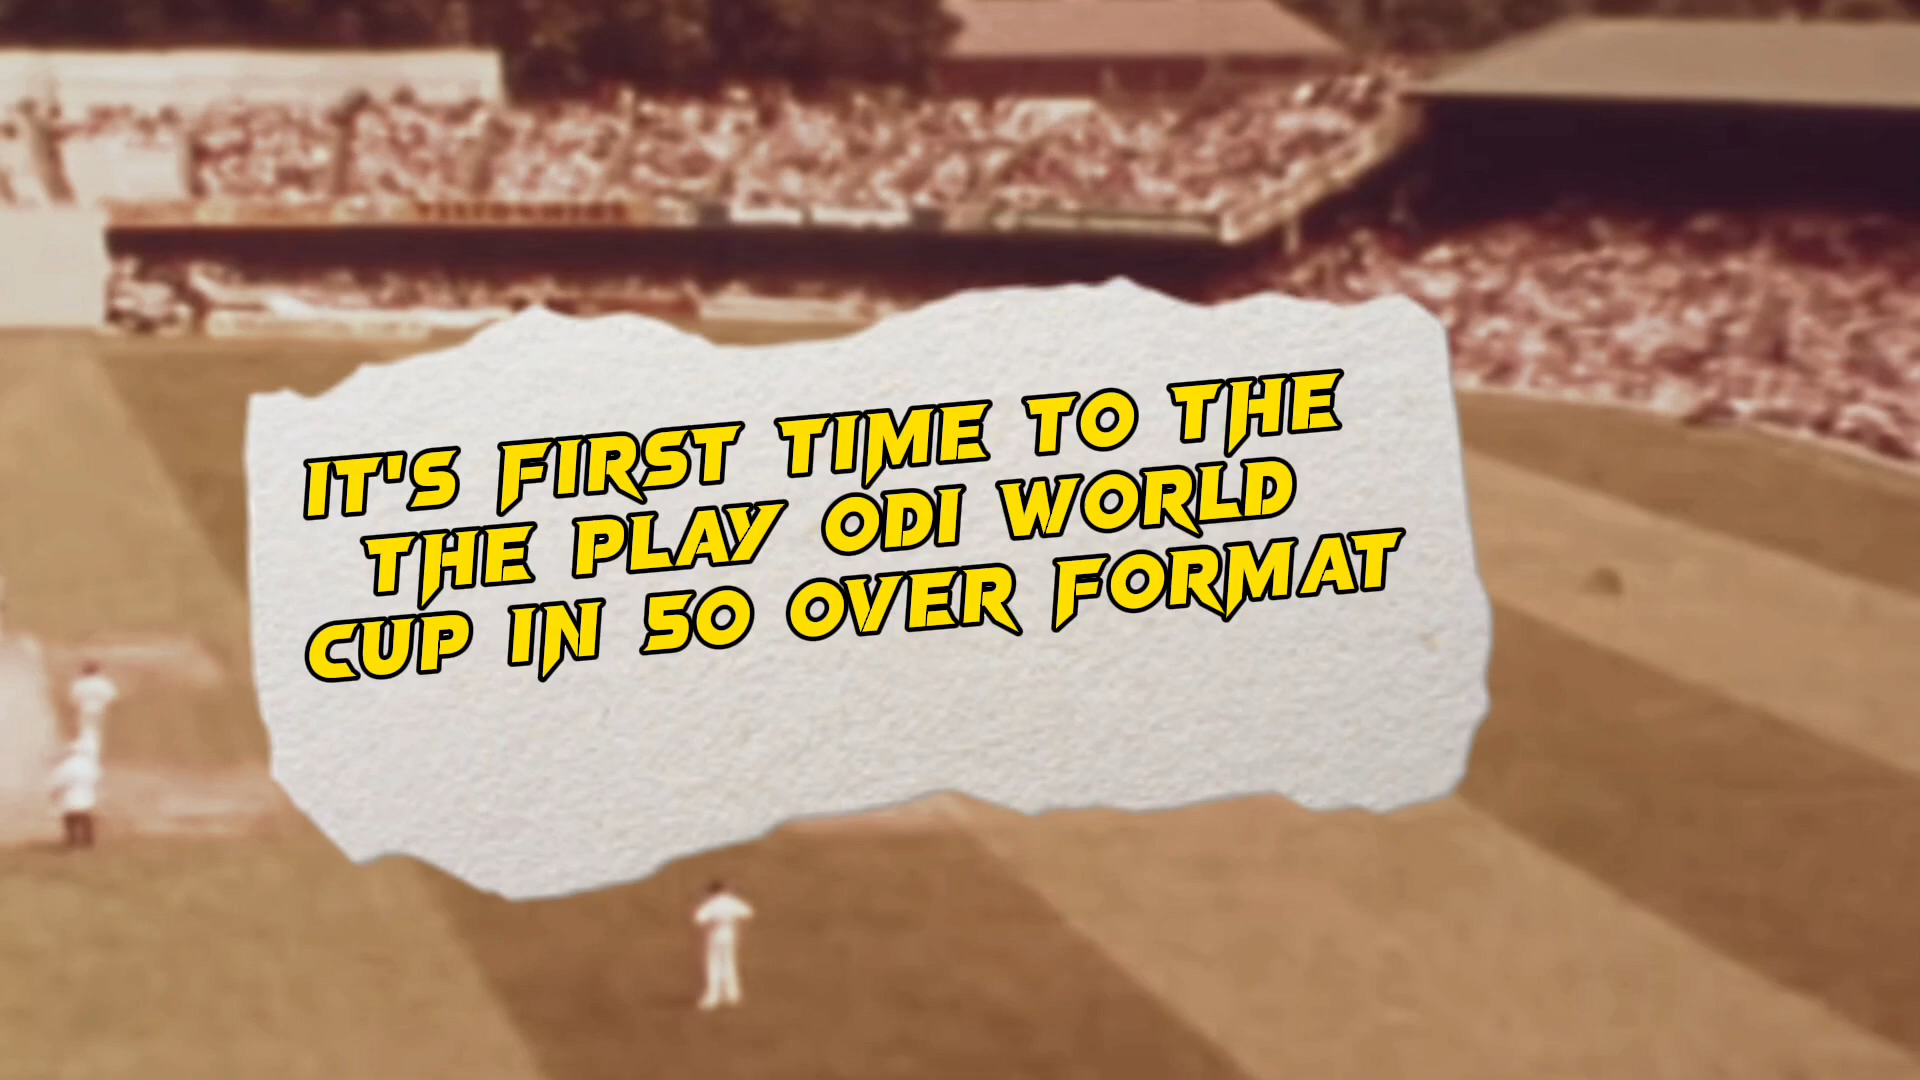 IT'S FIRST TIME TO THE
THE PLAY ODI WORLD
CUP IN 50 OVER FORMAT